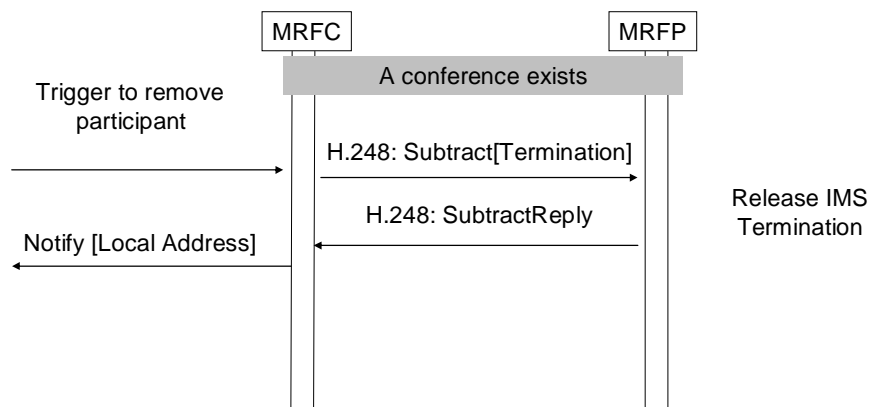 MRFC
MRFP
A conference exists
Trigger to remove
participant
H.248: Subtract[Termination]
H.248: SubtractReply
Release IMS
Termination
Notify [Local Address]